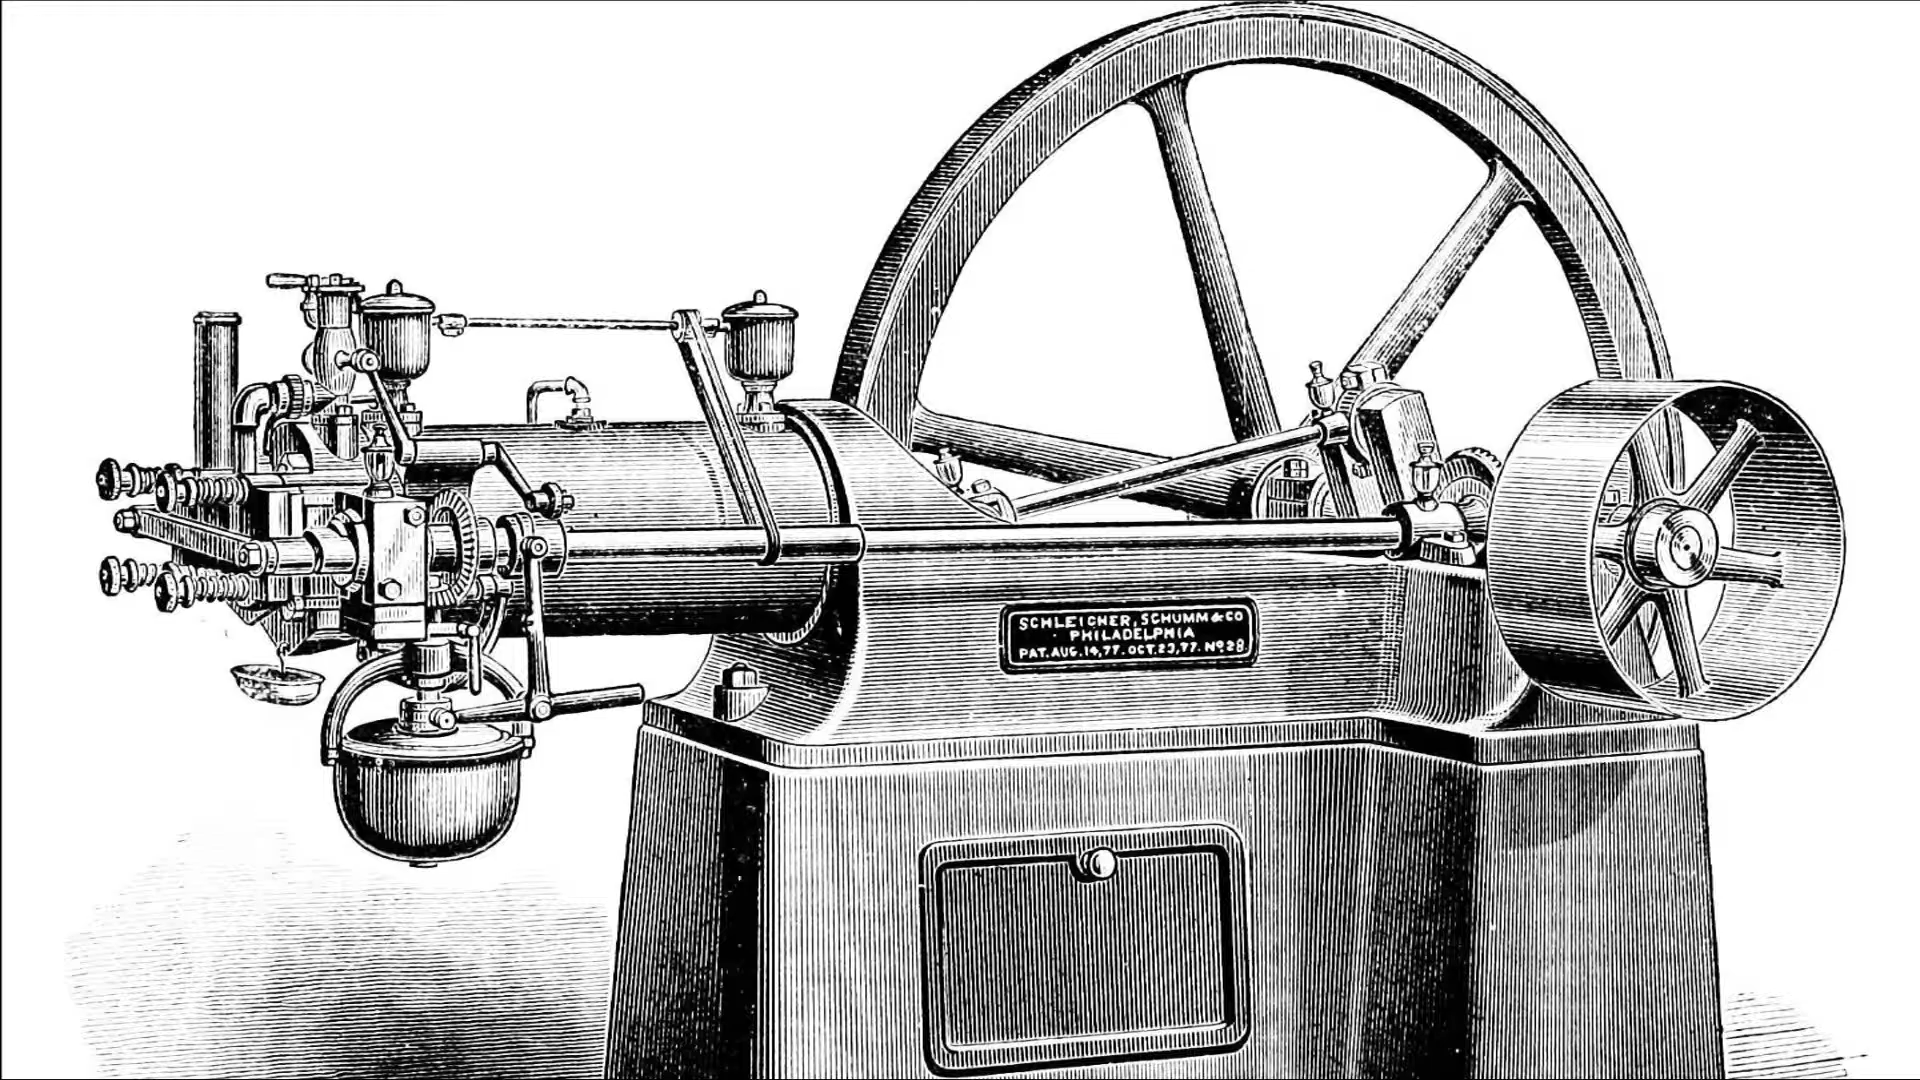 SCHLEICHER, SCHUMM & CO
PHILADELPHIA
PAT. AUG. 14, 77. OCT. 23, 77. No 28